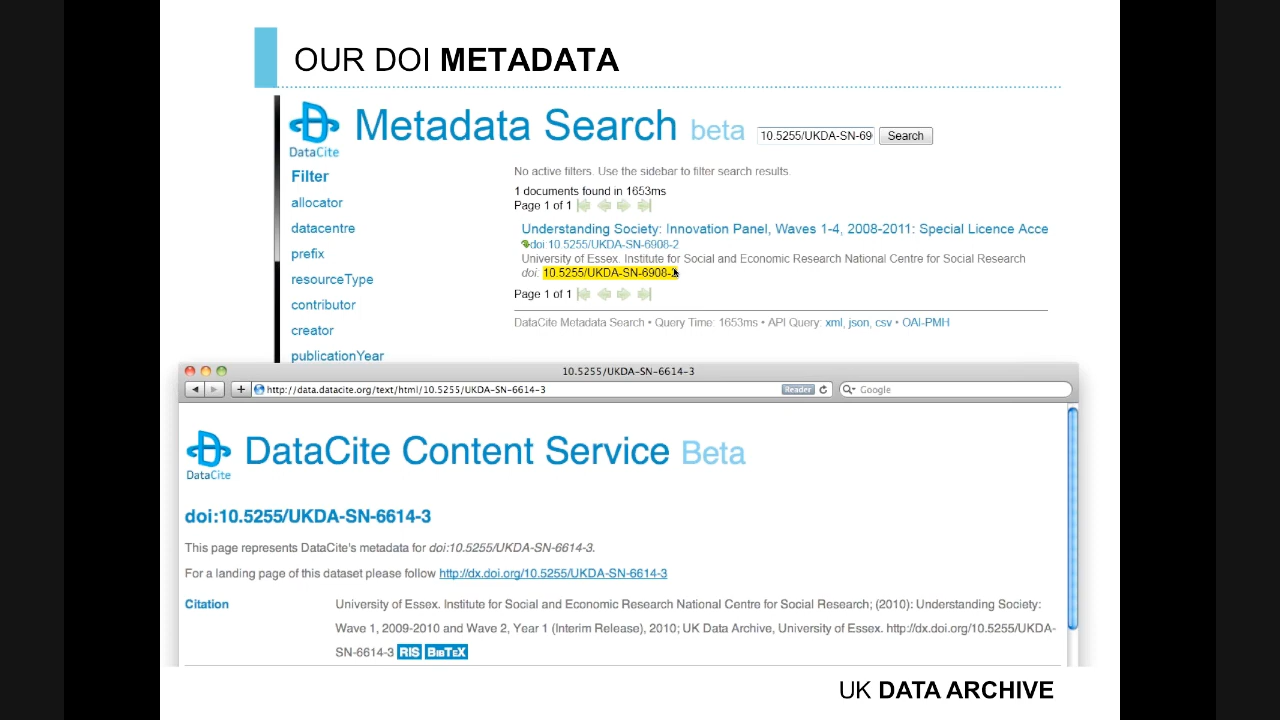 OUR DOI METADATA
DataCite
Metadata Search beta
10.5255/UKDA-SN-69
Search
Filter
allocator
datacentre
prefix
resourceType
contributor
creator
publicationYear
No active filters. Use the sidebar to filter search results.
1 documents found in 1653ms
Page 1 of 1
Understanding Society: Innovation Panel, Waves 1-4, 2008-2011: Special Licence Acce
doi:10.5255/UKDA-SN-6908-2
University of Essex. Institute for Social and Economic Research National Centre for Social Research
doi: 10.5255/UKDA-SN-6908-2
Page 1 of 1
DataCite Metadata Search • Query Time: 1653ms • API Query: xml, json, csv • OAI-PMH
10.5255/UKDA-SN-6614-3
http://data.datacite.org/text/html/10.5255/UKDA-SN-6614-3
Reader
Google
DataCite
DataCite Content Service Beta
doi:10.5255/UKDA-SN-6614-3
This page represents DataCite's metadata for doi:10.5255/UKDA-SN-6614-3.
For a landing page of this dataset please follow http://dx.doi.org/10.5255/UKDA-SN-6614-3
Citation
University of Essex. Institute for Social and Economic Research National Centre for Social Research; (2010): Understanding Society:
Wave 1, 2009-2010 and Wave 2, Year 1 (Interim Release), 2010; UK Data Archive, University of Essex. http://dx.doi.org/10.5255/UKDA-
SN-6614-3 RIS BIBTEX
UK DATA ARCHIVE